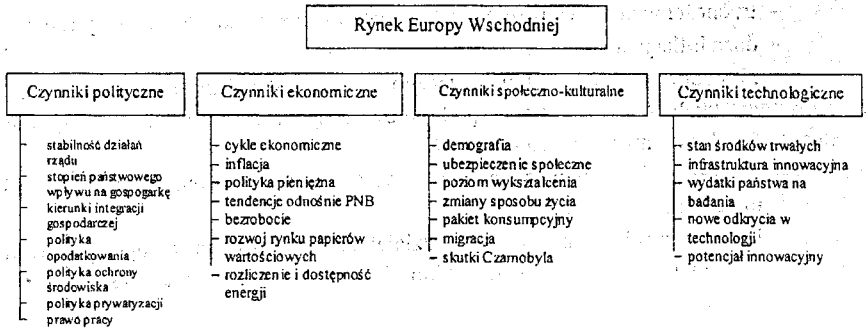 Rynek Europy Wschodniej
Czynniki polityczne
- stabilność działań
rządu
- stopień państwowego
wpływu na gospogarkę
- kierunki integracji
gospodarczej
- polityka
opodatkowania
- polityka ochrony
środowiska
- polityka prywatyzacji
- prawo pracy
Czynniki ekonomiczne
- cykle ekonomiczne
- inflacja
- polityka pieniężna
- tendencje odnośnie PNB
- bezrobocie
- rozwoj rynku papierów
wartościowych
- rozliczenie i dostępność
energii
Czynniki społeczno-kulturalne
- demografia
- ubezpieczenie społeczne
- poziom wykształcenia
- zmiany sposobu życia
- pakiet konsumpcyjny
- migracja
- skutki Czarnobyla
Czynniki technologiczne
- stan środków trwałych
- infrastruktura innowacyjna
- wydatki państwa na
badania
- nowe odkrycia w
technologji
- potencjał innowacyjny